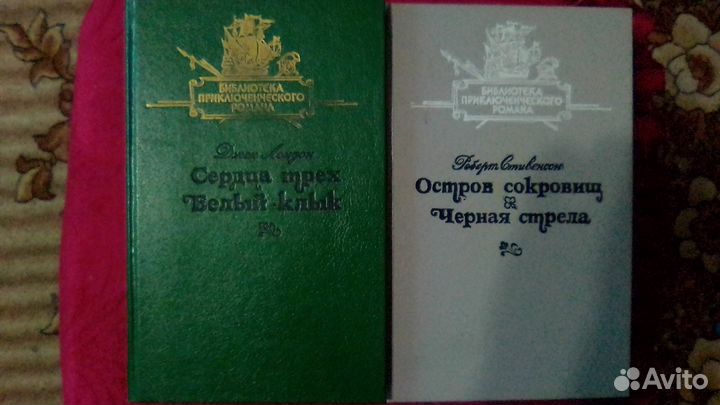 БИБЛИОТЕКА
ПРИКЛЮЧЕНЧЕСКОГО
РОМАНА
Джек Лондон
Сердца трех
Белый клык
БИБЛИОТЕКА
ПРИКЛЮЧЕНЧЕСКОГО
РОМАНА
Роберт Стивенсон
Остров сокровищ
Черная стрела
Avito